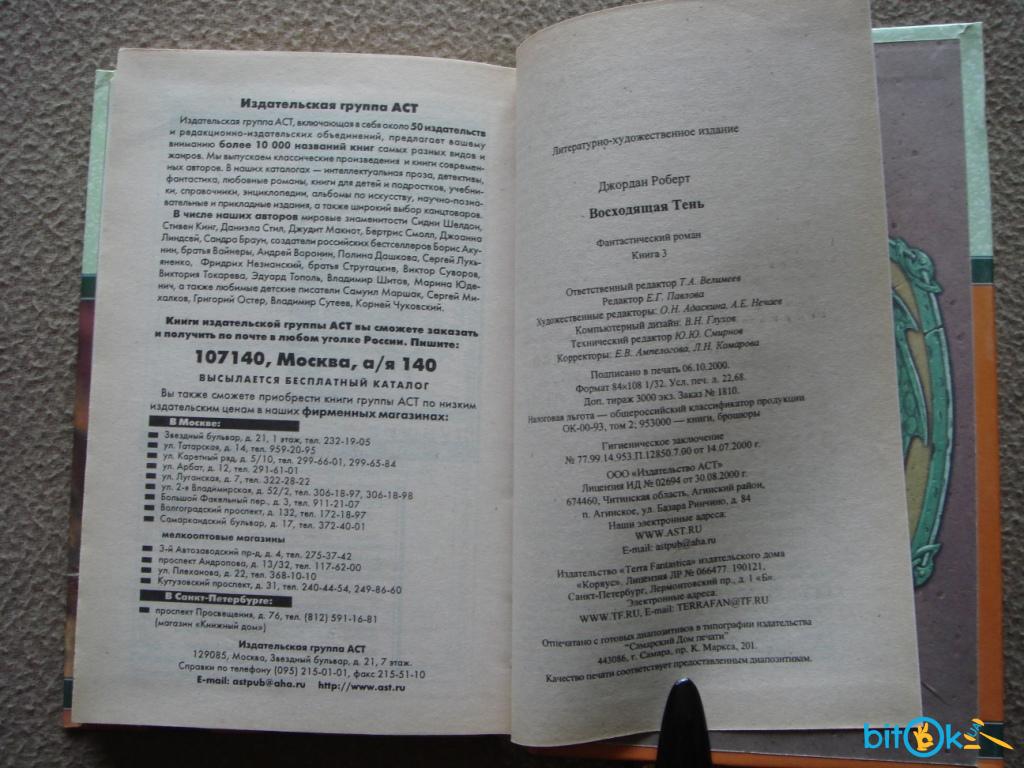 Издательская группа АСТ
Издательская группа АСТ, включающая в себя около 50 издательств
и редакционно-издательских объединений, предлагает вашему
вниманию более 10 000 названий книг самых разных видов и
жанров. Мы выпускаем классические произведения и книги современ-
ных авторов. В наших каталогах — интеллектуальная проза, детективы,
фантастика, любовные романы, книги для детей и подростков, учебни-
ки, справочники, энциклопедии, альбомы по искусству, научно-позна-
вательные и прикладные издания, а также широкий выбор канцтоваров.
В числе наших авторов мировые знаменитости Сидни Шелдон,
Стивен Кинг, Даниэла Стил, Джудит Макнот, Бертрис Смолл, Джоанна
Линдсей, Сандра Браун, создатели российских бестселлеров Борис Аку-
нин, братья Вайнеры, Андрей Воронин, Полина Дашкова, Сергей Лукь-
яненко, Фридрих Незнанский, братья Стругацкие, Виктор Суворов,
Виктория Токарева, Эдуард Тополь, Владимир Шитов, Марина Юде-
нич, а также любимые детские писатели Самуил Маршак, Сергей Ми-
халков, Григорий Остер, Владимир Сутеев, Корней Чуковский.
Книги издательской группы АСТ вы сможете заказать
и получить по почте в любом уголке России. Пишите:
107140, Москва, а/я 140
ВЫСЫЛАЕТСЯ БЕСПЛАТНЫЙ КАТАЛОГ
Вы также сможете приобрести книги группы АСТ по низким
издательским ценам в наших фирменных магазинах:
В Москве:
Звездный бульвар, д. 21, 1 этаж, тел. 232-19-05
ул. Татарская, д. 14, тел. 959-20-95
ул. Каретный ряд, д. 5/10, тел. 299-66-01, 299-65-84
ул. Арбат, д. 12, тел. 291-61-01
ул. Луганская, д. 7, тел. 322-28-22
ул. 2-я Владимирская, д. 52/2, тел. 306-18-97, 306-18-98
Большой Факельный пер., д. 3, тел. 911-21-07
Волгоградский проспект, д. 132, тел. 172-18-97
Самаркандский бульвар, д. 17, тел. 372-40-01
мелкооптовые магазины
3-й Автозаводский пр-д, д. 4, тел. 275-37-42
проспект Андропова, д. 13/32, тел. 117-62-00
ул. Плеханова, д. 22, тел. 368-10-10
Кутузовский проспект, д. 31, тел. 240-44-54, 249-86-60
В Санкт-Петербурге:
проспект Просвещения, д. 76, тел. (812) 591-16-81
(магазин «Книжный дом»)
Издательская группа АСТ
129085, Москва, Звездный бульвар, д. 21, 7 этаж.
Справки по телефону (095) 215-01-01, факс 215-51-10
E-mail: astpub@aha.ru http://www.ast.ru
Литературно-художественное издание
Джордан Роберт
Восходящая Тень
Фантастический роман
Книга 3
Ответственный редактор Т.А. Велимеев
Редактор Е.Г. Павлова
Художественные редакторы: О.Н. Адаскина, А.Е. Нечаев
Компьютерный дизайн: В.Н. Глухов
Технический редактор Ю.Ю. Смирнов
Корректоры: Е.В. Ампелогова, Л.Н. Комарова
Подписано в печать 06.10.2000.
Формат 84×108 1/32. Усл. печ. л. 22,68.
Доп. тираж 3000 экз. Заказ № 1810.
Налоговая льгота — общероссийский классификатор продукции
ОК-00-93, том 2; 953000 — книги, брошюры
Гигиеническое заключение
№ 77.99.14.953.П.12850.7.00 от 14.07.2000 г.
ООО «Издательство АСТ»
Лицензия ИД № 02694 от 30.08.2000 г.
674460, Читинская область, Агинский район,
п. Агинское, ул. Базара Ринчино, д. 84
Наши электронные адреса:
WWW.AST.RU
E-mail: astpub@aha.ru
Издательство «Terra Fantastica» издательского дома
«Корвус». Лицензия ЛР № 066477. 190121,
Санкт-Петербург, Лермонтовский пр., д. 1 «Б».
Электронные адреса:
WWW.TF.RU, E-mail: TERRAFAN@TF.RU
Отпечатано с готовых диапозитивов в типографии издательства
"Самарский Дом печати"
443086, г. Самара, пр. К. Маркса, 201.
Качество печати соответствует предоставленным диапозитивам.
bitOk.ua